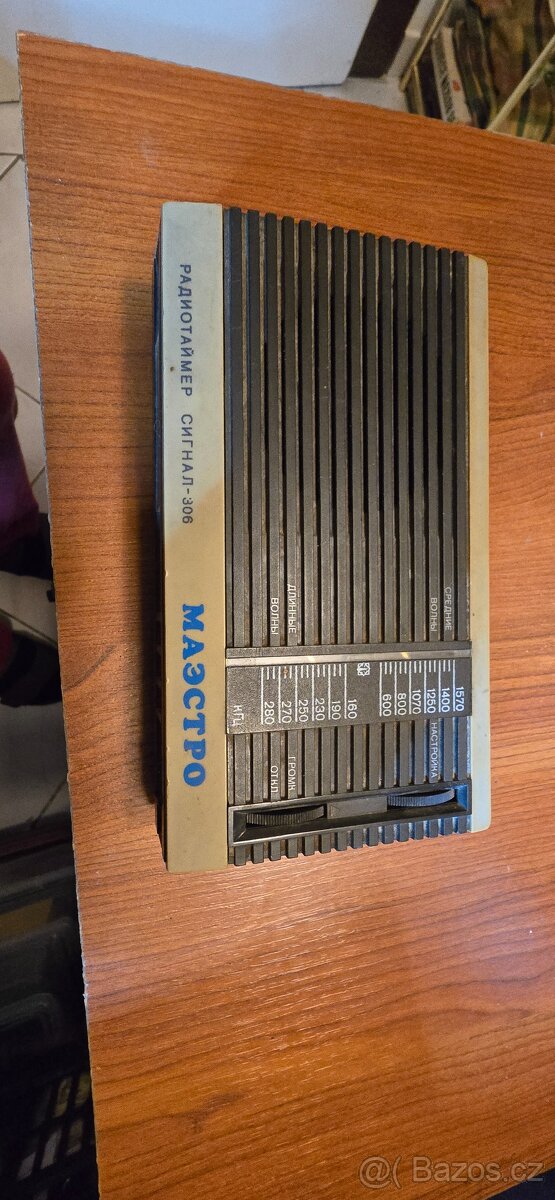 РАДИОТАЙМЕР СИГНАЛ-306
МАЭСТРО
СРЕДНИЕ
ВОЛНЫ
ДЛИННЫЕ
ВОЛНЫ
1570
1400
1250
1070
800
600
160
190
230
250
270
280
кГц
НАСТРОЙКА
ГРОМК
ОТКЛ
@ Bazos.cz